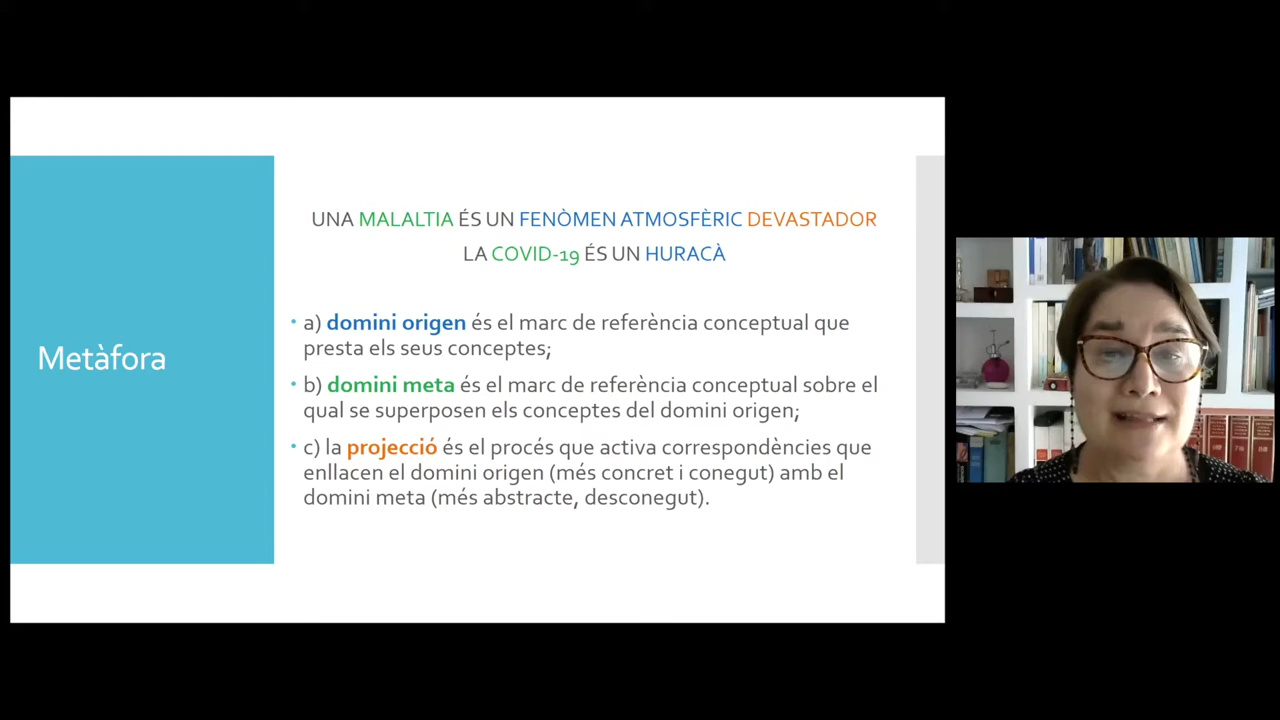 Metàfora
UNA MALALTIA ÉS UN FENÒMEN ATMOSFÈRIC DEVASTADOR
LA COVID-19 ÉS UN HURACÀ
• a) domini origen és el marc de referència conceptual que
presta els seus conceptes;
• b) domini meta és el marc de referència conceptual sobre el
qual se superposen els conceptes del domini origen;
• c) la projecció és el procés que activa correspondències que
enllacen el domini origen (més concret i conegut) amb el
domini meta (més abstracte, desconegut).